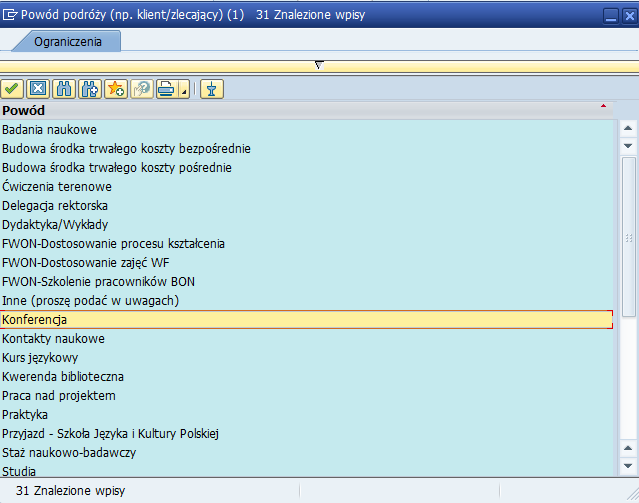 Powód podróży (np. klient/zlecający) (1) 31 Znalezione wpisy
Ograniczenia
Powód
Badania naukowe
Budowa środka trwałego koszty bezpośrednie
Budowa środka trwałego koszty pośrednie
Ćwiczenia terenowe
Delegacja rektorska
Dydaktyka/Wykłady
FWON-Dostosowanie procesu kształcenia
FWON-Dostosowanie zajęć WF
FWON-Szkolenie pracowników BON
Inne (proszę podać w uwagach)
Konferencja
Kontakty naukowe
Kurs językowy
Kwerenda biblioteczna
Praca nad projektem
Praktyka
Przyjazd - Szkoła Języka i Kultury Polskiej
Staż naukowo-badawczy
Studia
31 Znalezione wpisy